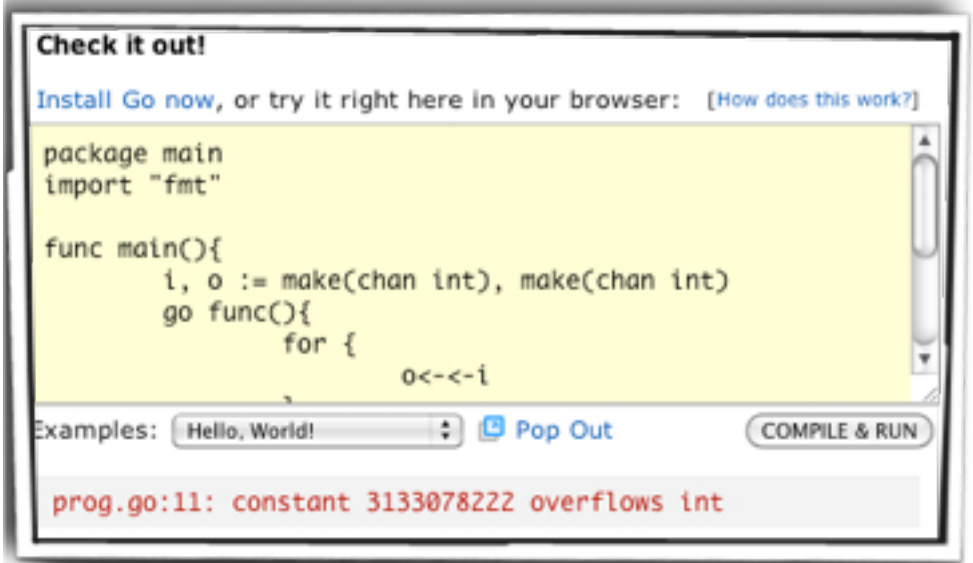 Check it out!
Install Go now, or try it right here in your browser: [How does this work?]
package main
import "fmt"
func main(){
i, o := make(chan int), make(chan int)
go func(){
for {
o<-<-i
Examples: Hello, World! Pop Out COMPILE & RUN
prog.go:11: constant 3133078222 overflows int